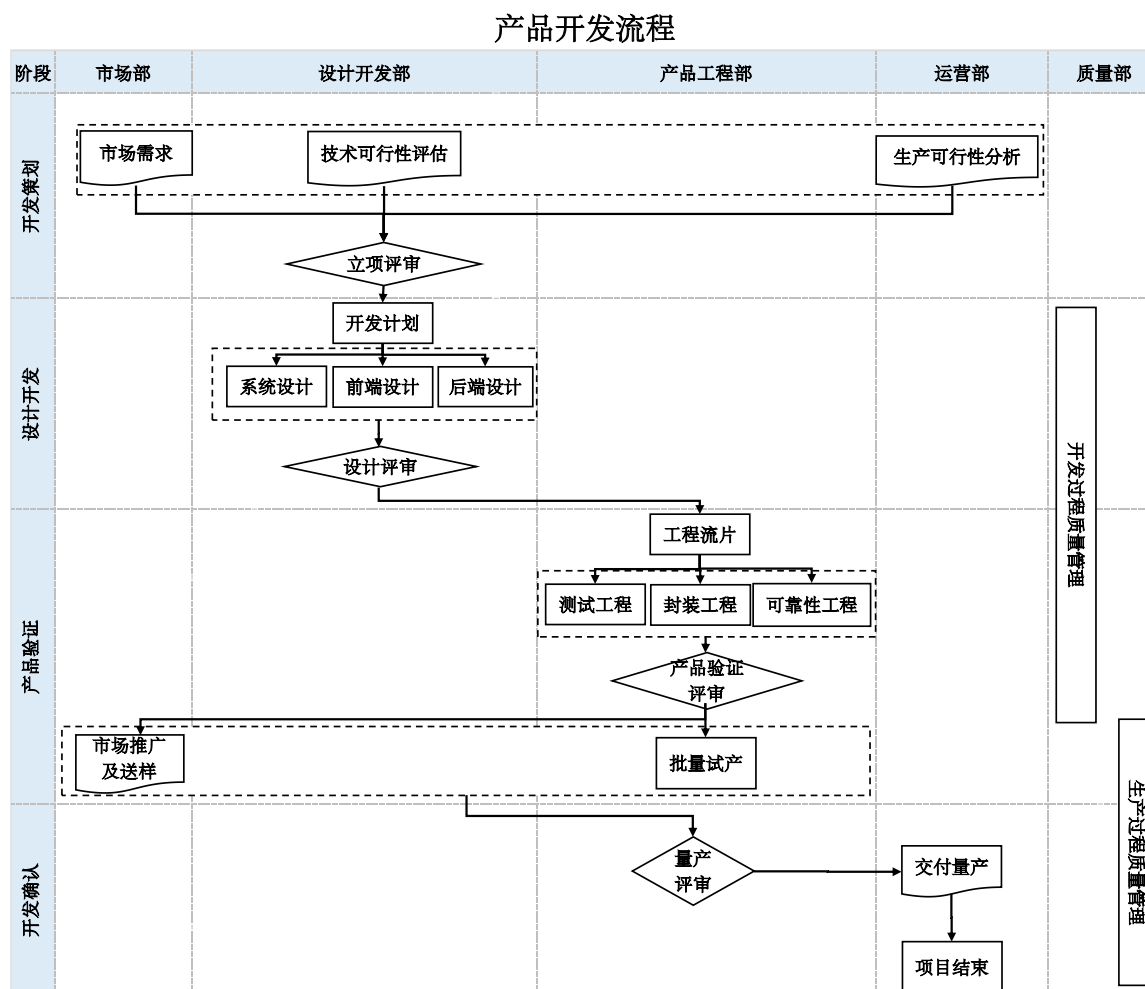 产品开发流程
阶段 市场部 设计开发部 产品工程部 运营部 质量部
开发策划
市场需求
技术可行性评估
生产可行性分析
立项评审
设计开发
开发计划
系统设计
前端设计
后端设计
设计评审
开发过程质量管理
产品验证
工程流片
测试工程
封装工程
可靠性工程
产品验证
评审
市场推广
及送样
批量试产
生产过程质量管理
开发确认
量产
评审
交付量产
项目结束